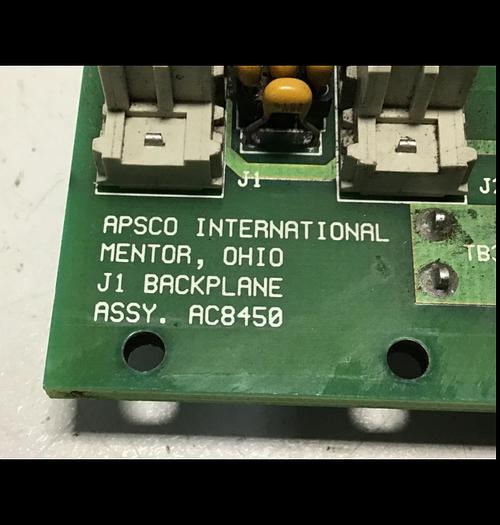 J1
APSCO INTERNATIONAL
MENTOR, OHIO
J1 BACKPLANE
ASSY. AC8450